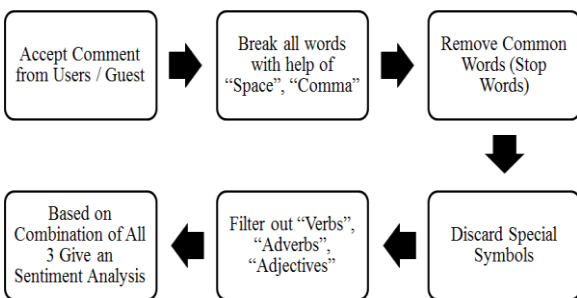 Accept Comment
from Users / Guest
Break all words
with help of
“Space”, “Comma”
Remove Common
Words (Stop
Words)
Discard Special
Symbols
Filter out “Verbs”,
“Adverbs”,
“Adjectives”
Based on
Combination of All
3 Give an
Sentiment Analysis